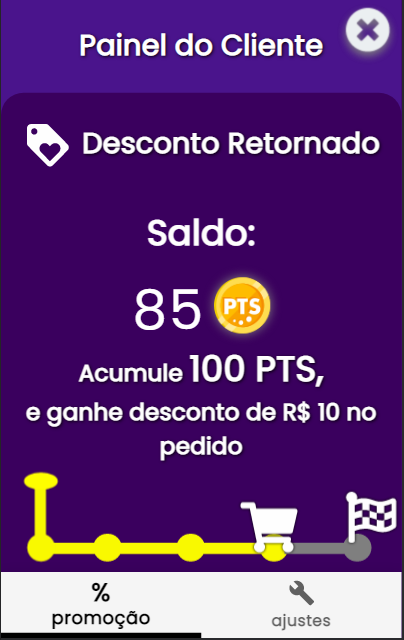 Painel do Cliente
Desconto Retornado
Saldo:
85 PTS
Acumule 100 PTS,
e ganhe desconto de R$ 10 no
pedido
%
promoção
ajustes